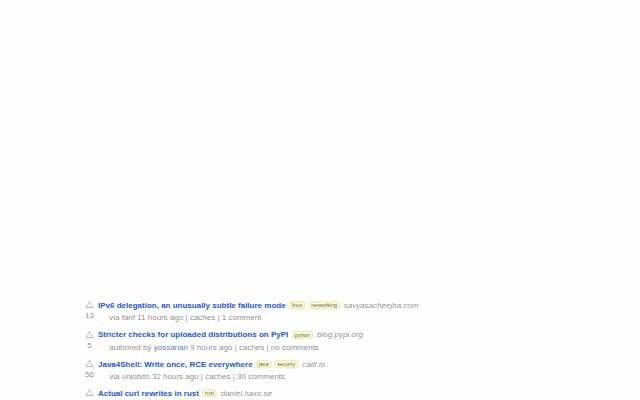 IPv6 delegation, an unusually subtle failure mode linux networking savyasacheejha.com
13 via fanf 11 hours ago | caches | 1 comment
Stricter checks for uploaded distributions on PyPI python blog.pypi.org
5 authored by yossarian 9 hours ago | caches | no comments
Java4Shell: Write once, RCE everywhere java security calif.io
56 via uniobito 32 hours ago | caches | 30 comments
Actual curl rewrites in rust rust daniel.haxx.se